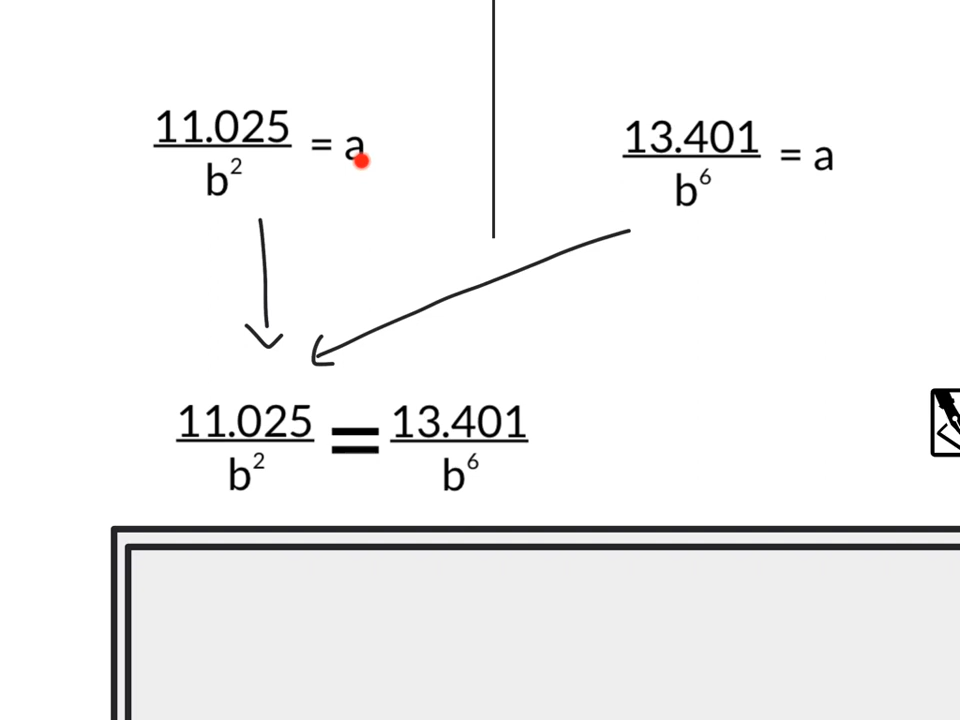 11.025
b² = a
13.401
b⁶ = a
11.025 = 13.401
b² b⁶